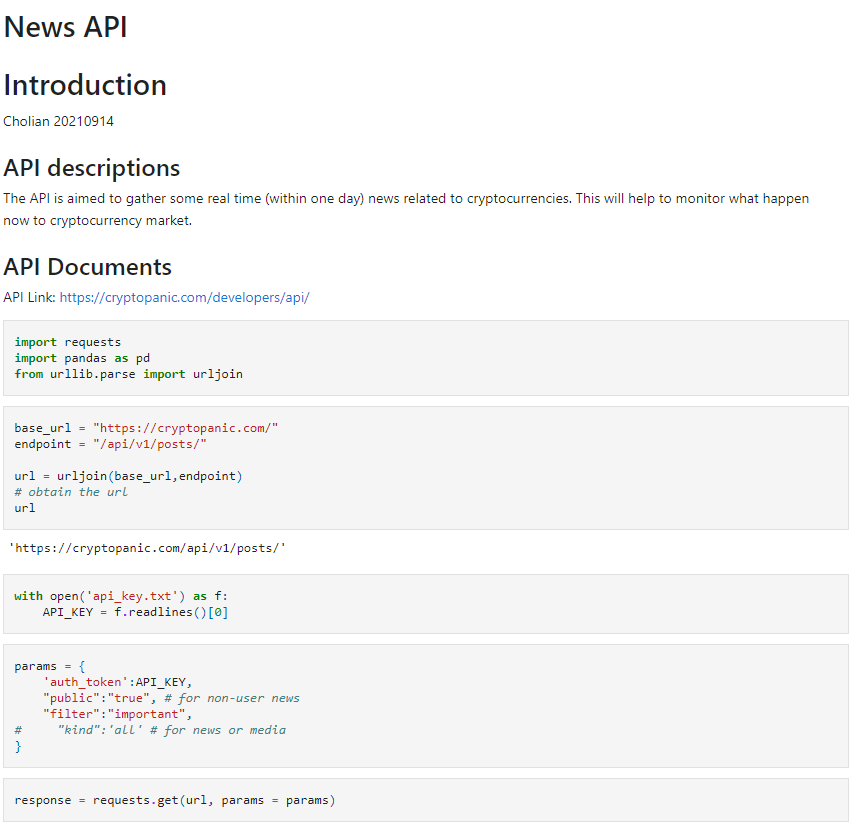 News API
Introduction
Cholian 20210914
API descriptions
The API is aimed to gather some real time (within one day) news related to cryptocurrencies. This will help to monitor what happen
now to cryptocurrency market.
API Documents
API Link: https://cryptopanic.com/developers/api/
import requests
import pandas as pd
from urllib.parse import urljoin
base_url = "https://cryptopanic.com/"
endpoint = "/api/v1/posts/"
url = urljoin(base_url,endpoint)
# obtain the url
url
'https://cryptopanic.com/api/v1/posts/'
with open('api_key.txt') as f:
    API_KEY = f.readlines()[0]
params = {
    'auth_token':API_KEY,
    "public":"true", # for non-user news
    "filter":"important",
#     "kind":'all' # for news or media
}
response = requests.get(url, params = params)